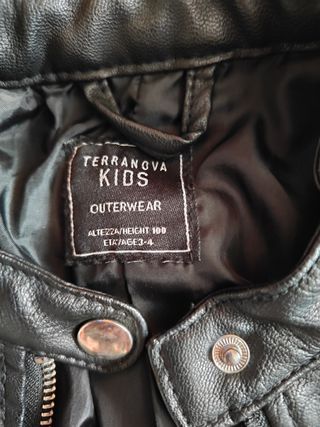 TERRANOVA
KIDS
OUTERWEAR
ALTEZZA/HEIGHT 100
ETA'/AGE 3-4